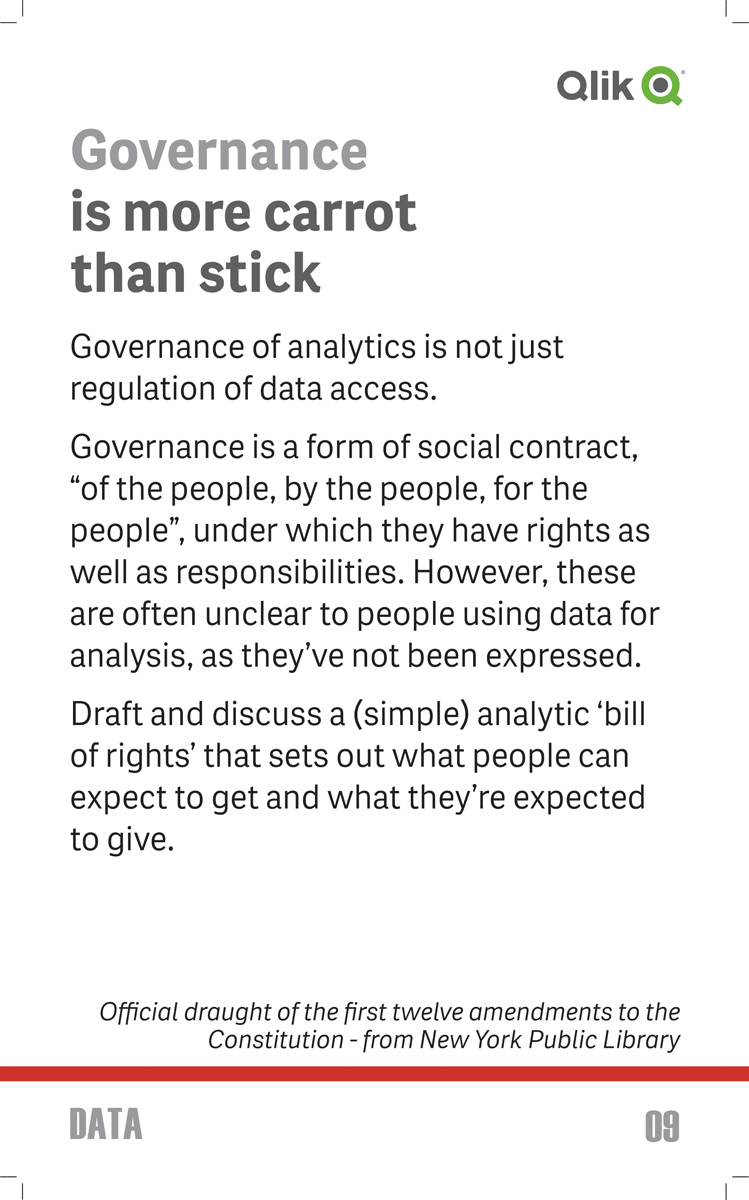 Qlik
Governance
is more carrot
than stick
Governance of analytics is not just
regulation of data access.
Governance is a form of social contract,
“of the people, by the people, for the
people”, under which they have rights as
well as responsibilities. However, these
are often unclear to people using data for
analysis, as they’ve not been expressed.
Draft and discuss a (simple) analytic ‘bill
of rights’ that sets out what people can
expect to get and what they’re expected
to give.
Official draught of the first twelve amendments to the
Constitution - from New York Public Library
DATA
09